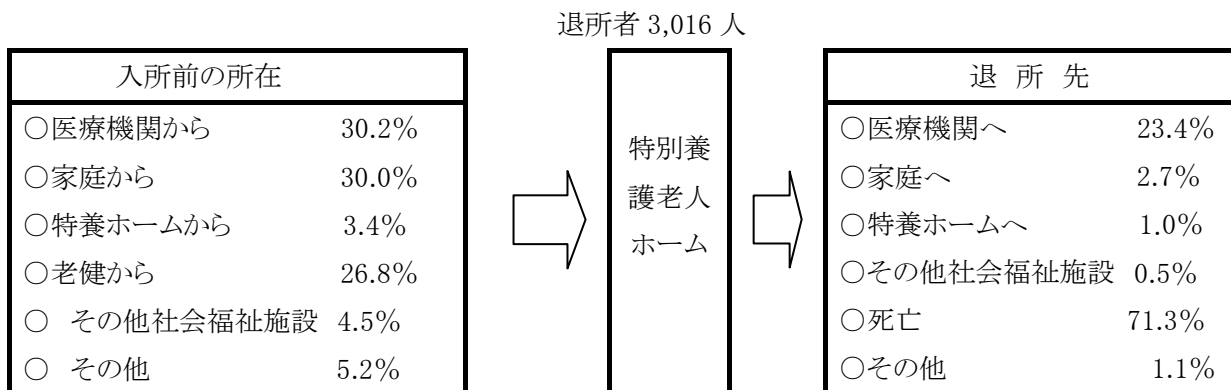 退所者 3,016 人
入所前の所在
○医療機関から 30.2%
○家庭から 30.0%
○特養ホームから 3.4%
○老健から 26.8%
○ その他社会福祉施設 4.5%
○ その他 5.2%
特別養
護老人
ホーム
退 所 先
○医療機関へ 23.4%
○家庭へ 2.7%
○特養ホームへ 1.0%
○その他社会福祉施設 0.5%
○死亡 71.3%
○その他 1.1%